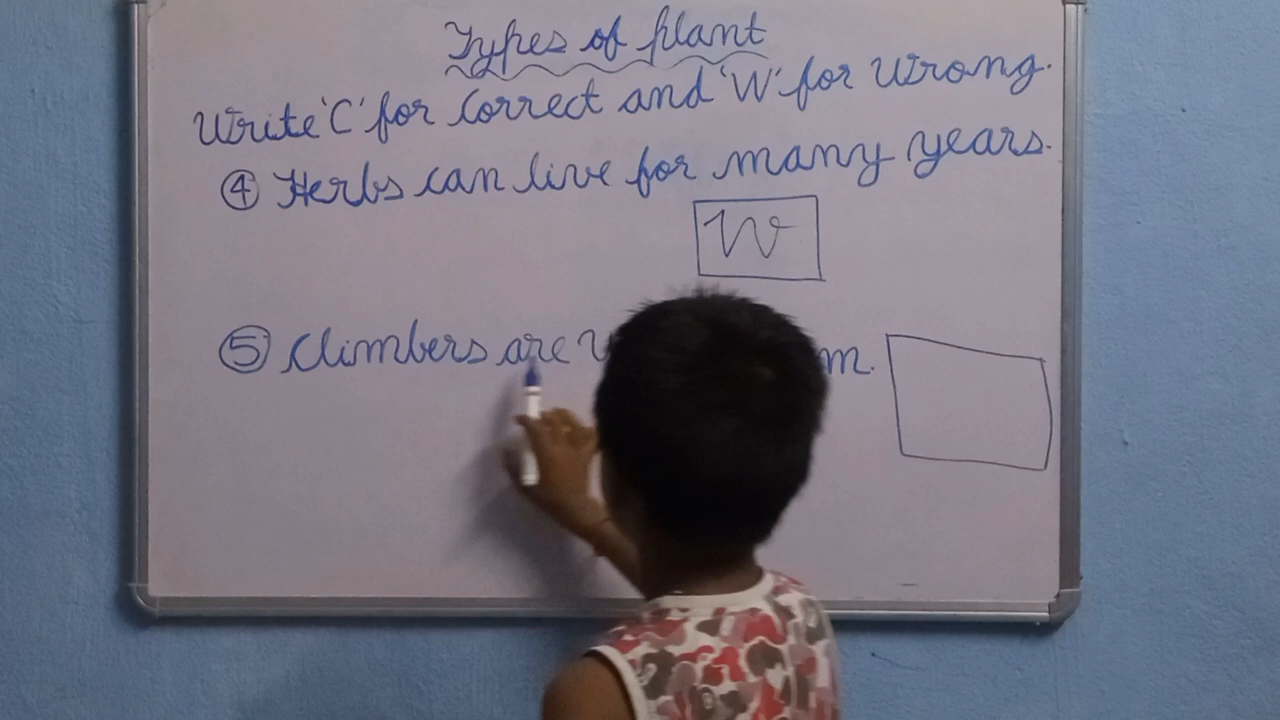 Types of plant
Write 'C' for Correct and 'W' for Wrong.
④ Herbs can live for many years.
W
⑤ Climbers are